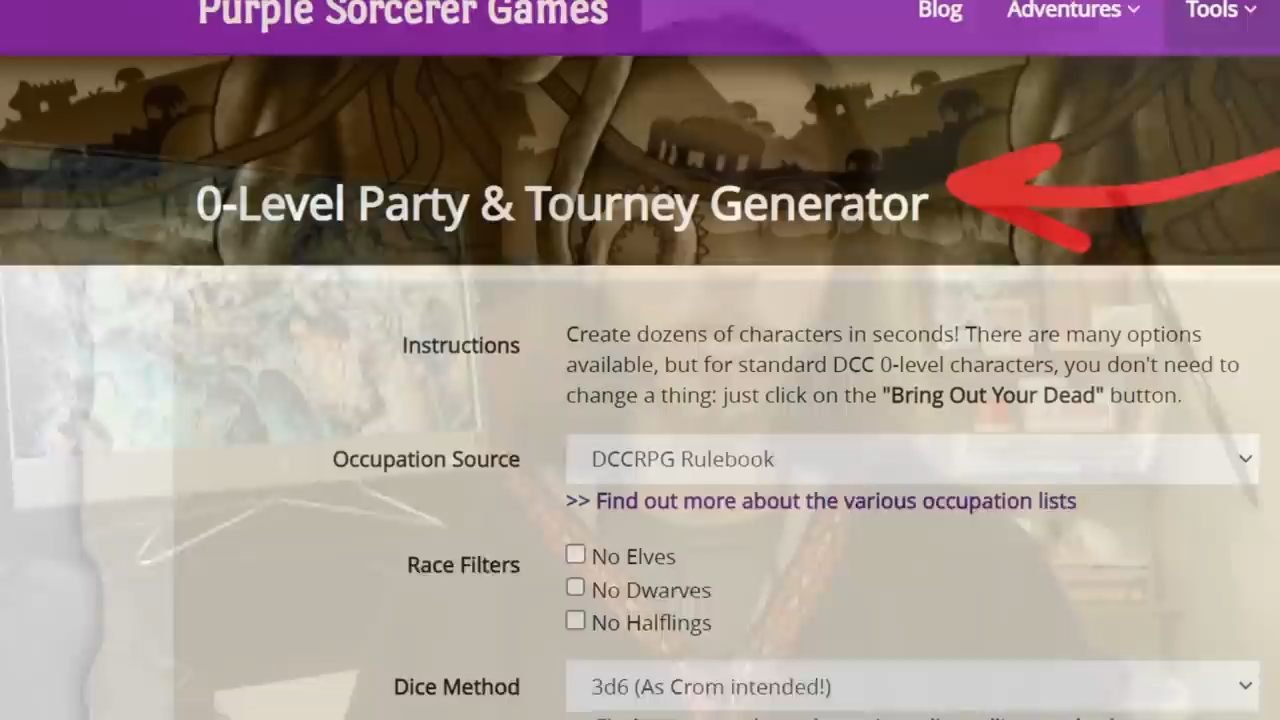 Purple Sorcerer Games
Blog
Adventures
Tools
0-Level Party & Tourney Generator
Instructions
Create dozens of characters in seconds! There are many options
available, but for standard DCC 0-level characters, you don't need to
change a thing: just click on the "Bring Out Your Dead" button.
Occupation Source
DCCRPG Rulebook
>> Find out more about the various occupation lists
Race Filters
No Elves
No Dwarves
No Halflings
Dice Method
3d6 (As Crom intended!)